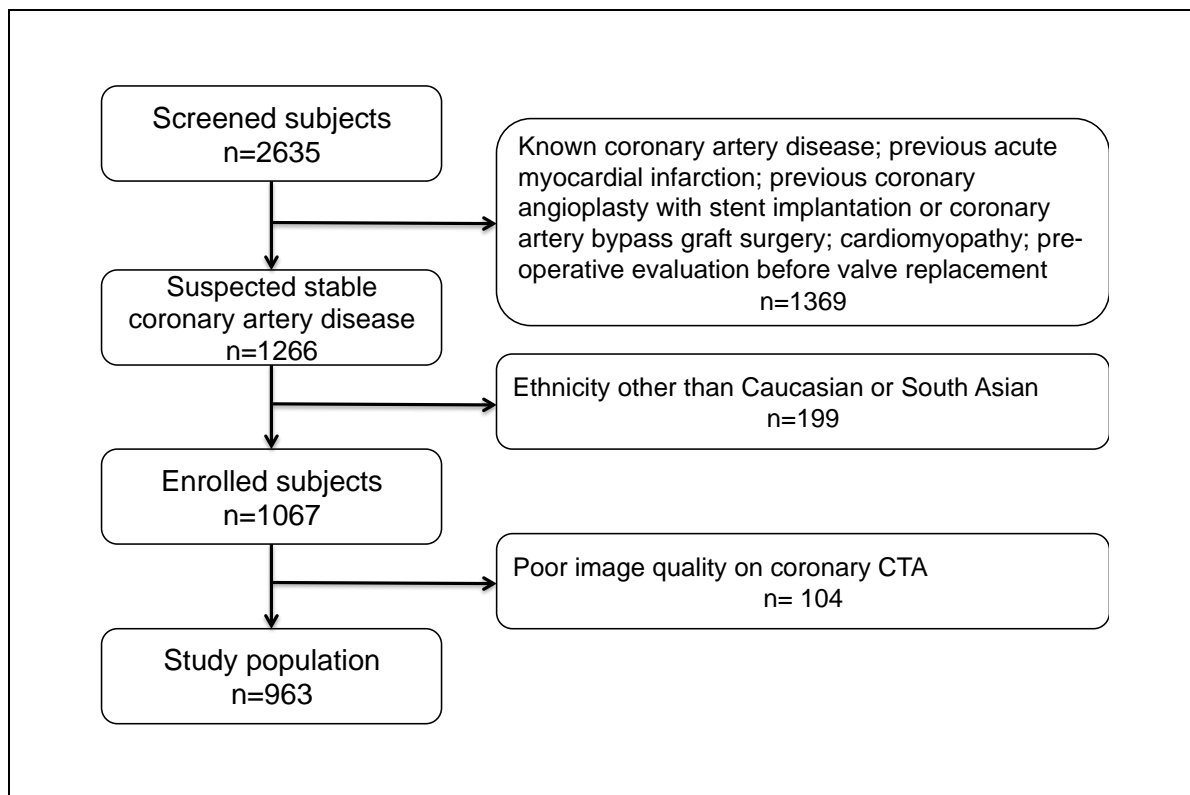 Screened subjects
n=2635
Known coronary artery disease; previous acute
myocardial infarction; previous coronary
angioplasty with stent implantation or coronary
artery bypass graft surgery; cardiomyopathy; pre-
operative evaluation before valve replacement
n=1369
Suspected stable
coronary artery disease
n=1266
Ethnicity other than Caucasian or South Asian
n=199
Enrolled subjects
n=1067
Poor image quality on coronary CTA
n= 104
Study population
n=963